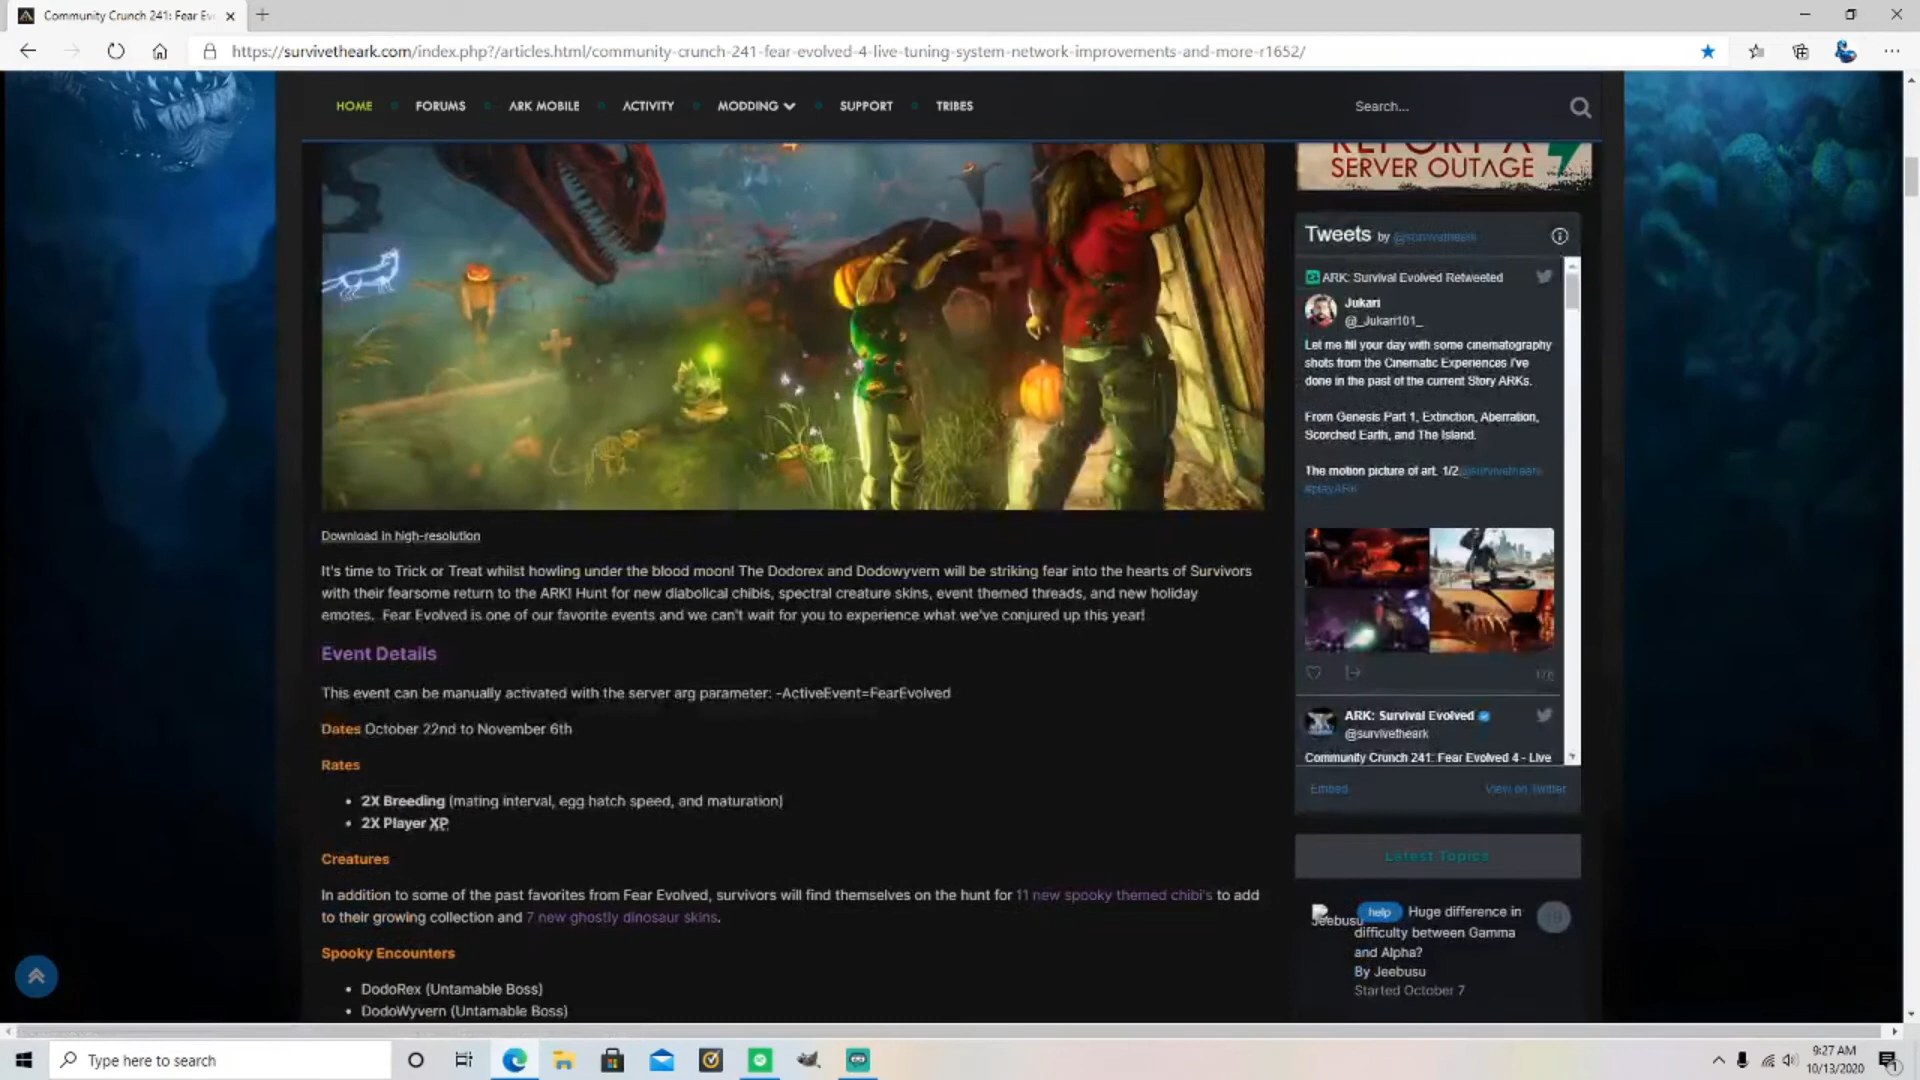 Community Crunch 241: Fear Ev
https://survivetheark.com/index.php?/articles.html/community-crunch-241-fear-evolved-4-live-tuning-system-network-improvements-and-more-r1652/
HOME FORUMS ARK MOBILE ACTIVITY MODDING SUPPORT TRIBES
Search...
REPORT A
SERVER OUTAGE
Tweets by @survivetheark
ARK: Survival Evolved Retweeted
Jukari
@_Jukari101_
Let me fill your day with some cinematography
shots from the Cinematic Experiences I've
done in the past of the current Story ARKs.
From Genesis Part 1, Extinction, Aberration,
Scorched Earth, and The Island.
The motion picture of art. 1/2 @survivetheark
#playARK
ARK: Survival Evolved
@survivetheark
Community Crunch 241: Fear Evolved 4 - Live
Embed View on Twitter
Download in high-resolution
It's time to Trick or Treat whilst howling under the blood moon! The Dodorex and Dodowyvern will be striking fear into the hearts of Survivors
with their fearsome return to the ARK! Hunt for new diabolical chibis, spectral creature skins, event themed threads, and new holiday
emotes. Fear Evolved is one of our favorite events and we can't wait for you to experience what we've conjured up this year!
Event Details
This event can be manually activated with the server arg parameter: -ActiveEvent=FearEvolved
Dates October 22nd to November 6th
Rates
• 2X Breeding (mating interval, egg hatch speed, and maturation)
• 2X Player XP
Creatures
In addition to some of the past favorites from Fear Evolved, survivors will find themselves on the hunt for 11 new spooky themed chibi's to add
to their growing collection and 7 new ghostly dinosaur skins.
Spooky Encounters
• DodoRex (Untamable Boss)
• DodoWyvern (Untamable Boss)
Latest Topics
Jeebusu
help Huge difference in
difficulty between Gamma
and Alpha?
By Jeebusu
Started October 7
Type here to search
9:27 AM
10/13/2020